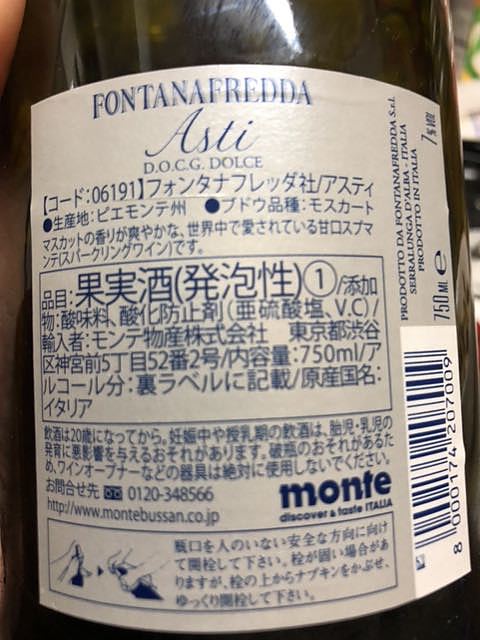 FONTANAFREDDA
Asti
D.O.C.G. DOLCE
【コード:06191】フォンタナフレッダ社/アスティ
●生産地:ピエモンテ州 ●ブドウ品種:モスカート
マスカットの香りが爽やかな、世界中で愛されている甘口スプマ
ンテ(スパークリングワイン)です。
品目:果実酒(発泡性)①/添加
物:酸味料、酸化防止剤(亜硫酸塩、V.C)/
輸入者:モンテ物産株式会社 東京都渋谷
区神宮前5丁目52番2号/内容量:750ml/ア
ルコール分:裏ラベルに記載/原産国名:
イタリア
飲酒は20歳になってから。妊娠中や授乳期の飲酒は、胎児・乳児の
発育に悪影響を与えるおそれがあります。破瓶のおそれがあるた
め、ワインオープナーなどの器具は絶対に使用しないでください。
お問合せ先 0120-348566
http://www.montebussan.co.jp
monte
discover & taste ITALIA
瓶口を人のいない安全な方向に向け
て開栓して下さい。栓が固い場合があ
りますが、栓の上からナプキンをかぶせ、
ゆっくり開栓して下さい。
PRODOTTO DA FONTANAFREDDA S.r.l.
SERRALUNGA D'ALBA - ITALIA
PRODOTTO IN ITALIA
7% VOL
750 ML e
8 000174 207009